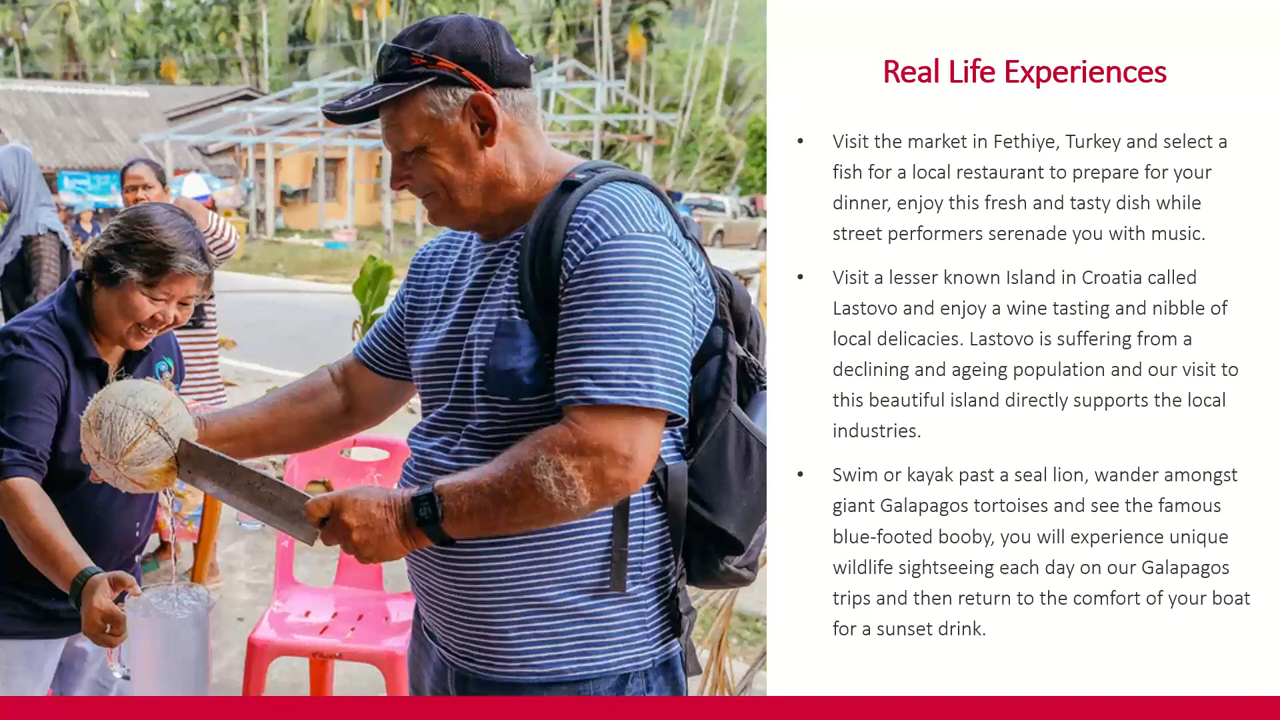 Real Life Experiences
• Visit the market in Fethiye, Turkey and select a
fish for a local restaurant to prepare for your
dinner, enjoy this fresh and tasty dish while
street performers serenade you with music.
• Visit a lesser known Island in Croatia called
Lastovo and enjoy a wine tasting and nibble of
local delicacies. Lastovo is suffering from a
declining and ageing population and our visit to
this beautiful island directly supports the local
industries.
• Swim or kayak past a seal lion, wander amongst
giant Galapagos tortoises and see the famous
blue-footed booby, you will experience unique
wildlife sightseeing each day on our Galapagos
trips and then return to the comfort of your boat
for a sunset drink.